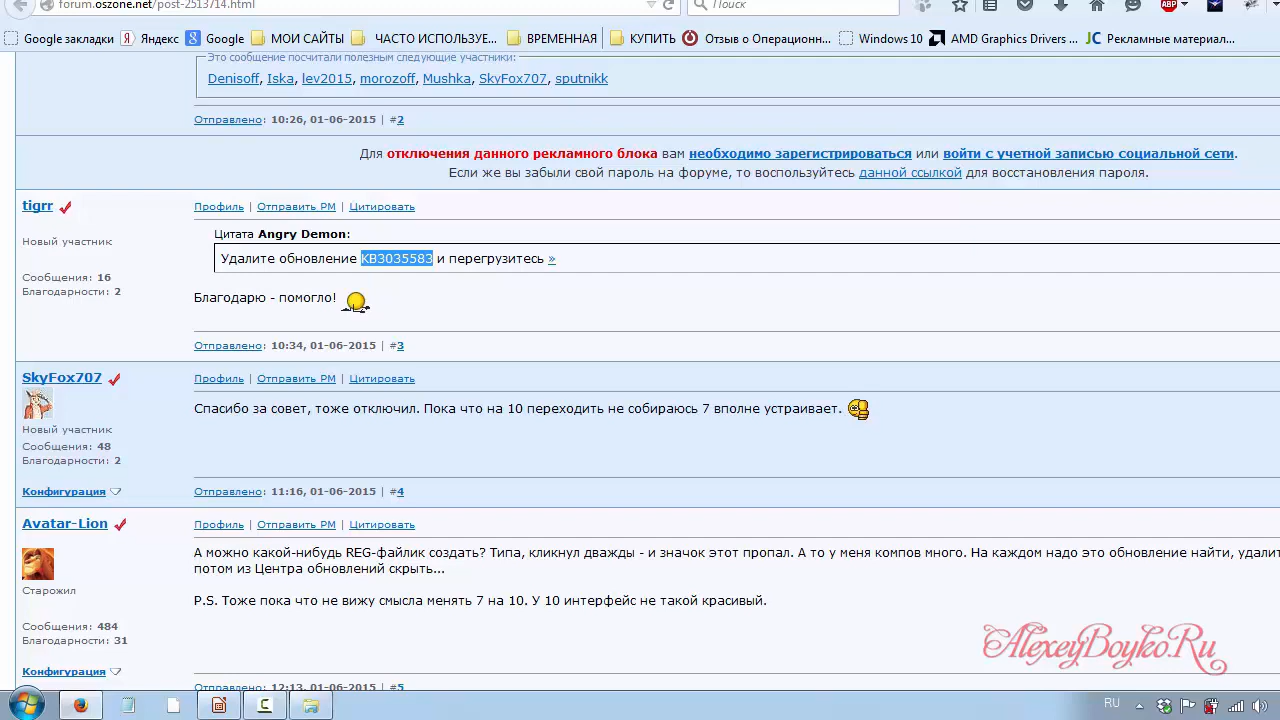 forum.oszone.net/post-2513714.html
Поиск
ABP
Google закладки
Яндекс
Google
МОИ САЙТЫ
ЧАСТО ИСПОЛЬЗУЕ...
ВРЕМЕННАЯ
КУПИТЬ
Отзыв о Операционн...
Windows 10
AMD Graphics Drivers ...
JC Рекламные материал...
Это сообщение посчитали полезным следующие участники:
Denisoff, Iska, lev2015, morozoff, Mushka, SkyFox707, sputnikk
Отправлено: 10:26, 01-06-2015 | #2
Для отключения данного рекламного блока вам необходимо зарегистрироваться или войти с учетной записью социальной сети.
Если же вы забыли свой пароль на форуме, то воспользуйтесь данной ссылкой для восстановления пароля.
tigrr
Профиль | Отправить PM | Цитировать
Новый участник
Сообщения: 16
Благодарности: 2
Цитата Angry Demon:
Удалите обновление KB3035583 и перегрузитесь »
Благодарю - помогло!
Отправлено: 10:34, 01-06-2015 | #3
SkyFox707
Профиль | Отправить PM | Цитировать
Новый участник
Сообщения: 48
Благодарности: 2
Конфигурация
Спасибо за совет, тоже отключил. Пока что на 10 переходить не собираюсь 7 вполне устраивает.
Отправлено: 11:16, 01-06-2015 | #4
Avatar-Lion
Профиль | Отправить PM | Цитировать
Старожил
Сообщения: 484
Благодарности: 31
Конфигурация
А можно какой-нибудь REG-файлик создать? Типа, кликнул дважды - и значок этот пропал. А то у меня компов много. На каждом надо это обновление найти, удалит
потом из Центра обновлений скрыть...
P.S. Тоже пока что не вижу смысла менять 7 на 10. У 10 интерфейс не такой красивый.
Отправлено: 12:13, 01-06-2015 | #5
AlexeyBoyko.Ru
RU